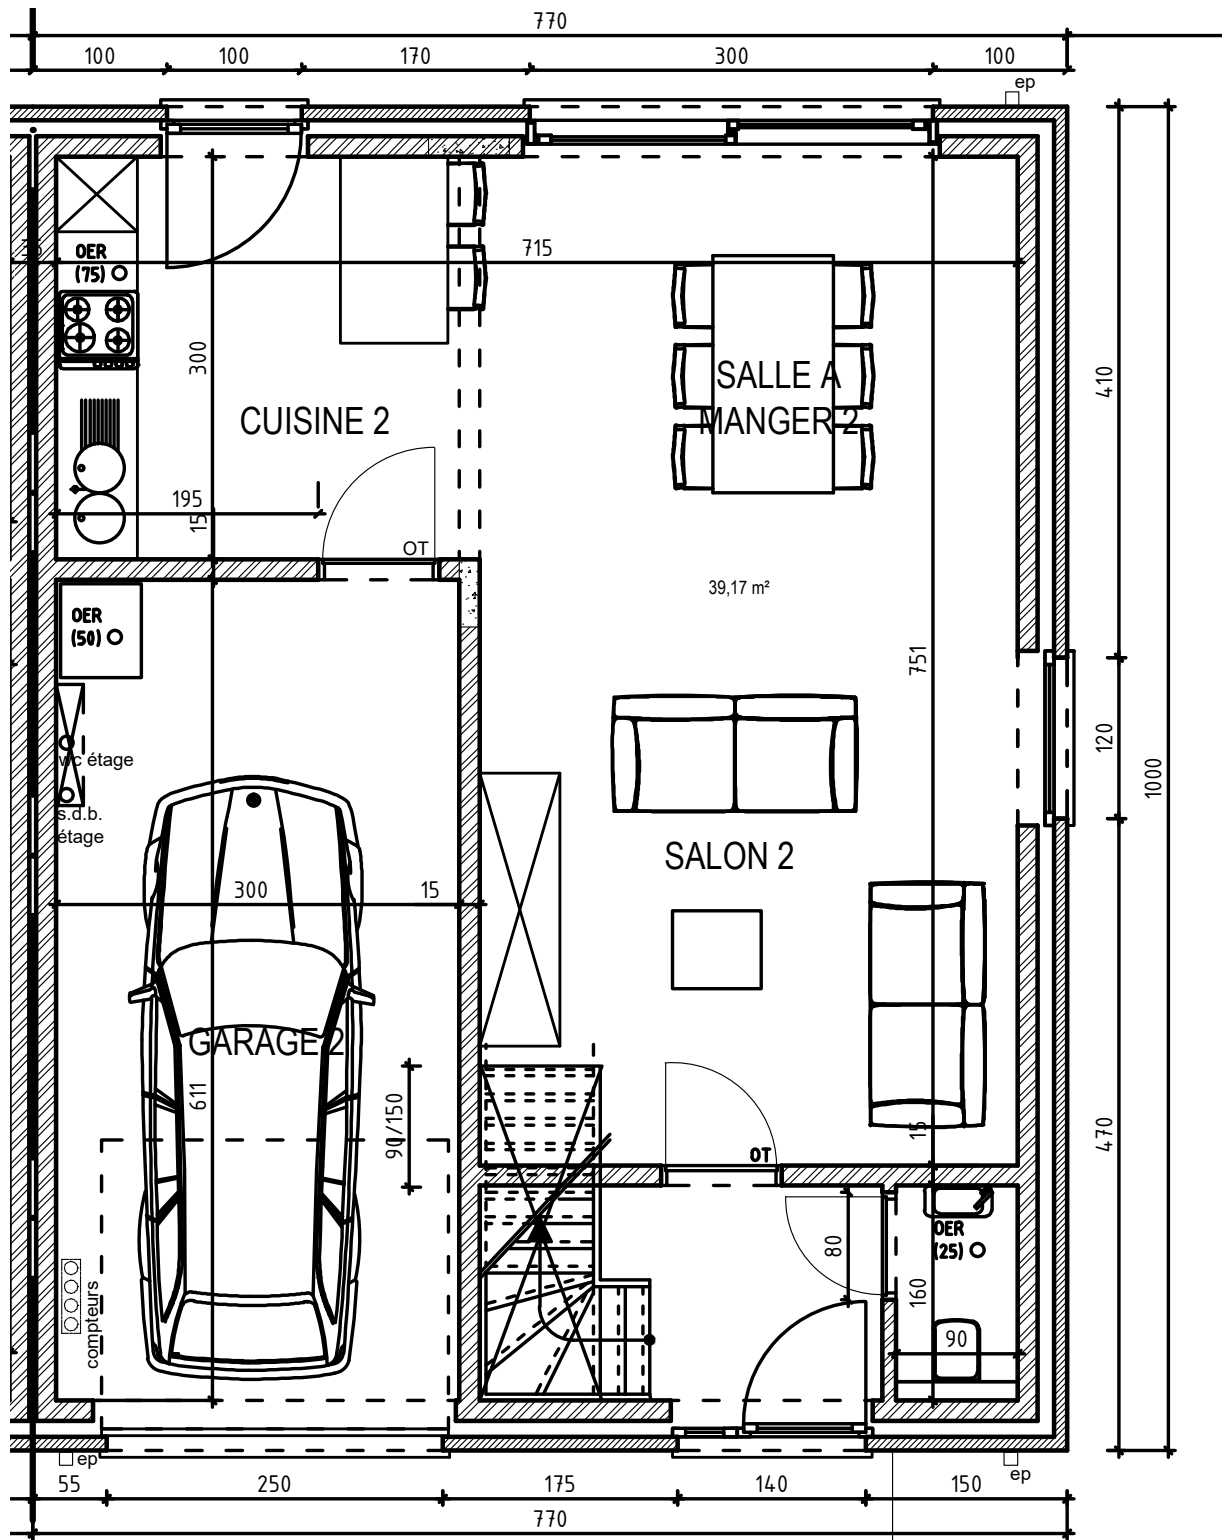 770
100 100 170 300 100
ep
OER
(75)
715
300
410
SALLE A
MANGER 2
CUISINE 2
195
15
OT
39,17 m²
OER
(50)
751
120
1000
wc étage
s.d.b.
étage
SALON 2
300 15
GARAGE 2
611
90/150
15
470
OT
OER
(25)
80
160
90
compteurs
ep
ep
55 250 175 140 150
770